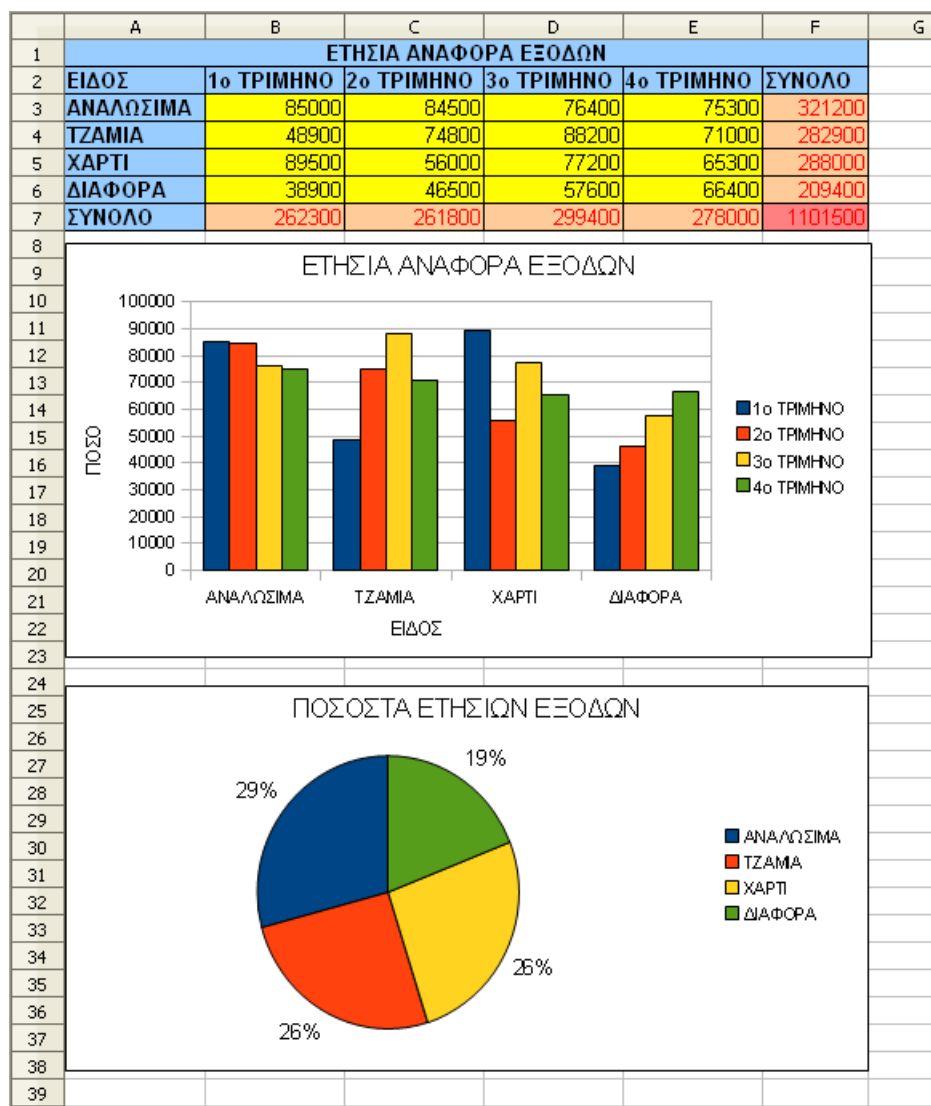 A B C D E F G
1 ΕΤΗΣΙΑ ΑΝΑΦΟΡΑ ΕΞΟΔΩΝ
2 ΕΙΔΟΣ 1ο ΤΡΙΜΗΝΟ 2ο ΤΡΙΜΗΝΟ 3ο ΤΡΙΜΗΝΟ 4ο ΤΡΙΜΗΝΟ ΣΥΝΟΛΟ
3 ΑΝΑΛΩΣΙΜΑ 85000 84500 76400 75300 321200
4 ΤΖΑΜΙΑ 48900 74800 88200 71000 282900
5 ΧΑΡΤΙ 89500 56000 77200 65300 288000
6 ΔΙΑΦΟΡΑ 38900 46500 57600 66400 209400
7 ΣΥΝΟΛΟ 262300 261800 299400 278000 1101500
8
9
10
11
12
13
14
15
16
17
18
19
20
21
22
23
24
25
26
27
28
29
30
31
32
33
34
35
36
37
38
39
ΕΤΗΣΙΑ ΑΝΑΦΟΡΑ ΕΞΟΔΩΝ
100000
90000
80000
70000
60000
50000
40000
30000
20000
10000
0
ΠΟΣΟ
ΑΝΑΛΩΣΙΜΑ ΤΖΑΜΙΑ ΧΑΡΤΙ ΔΙΑΦΟΡΑ
ΕΙΔΟΣ
1ο ΤΡΙΜΗΝΟ
2ο ΤΡΙΜΗΝΟ
3ο ΤΡΙΜΗΝΟ
4ο ΤΡΙΜΗΝΟ
ΠΟΣΟΣΤΑ ΕΤΗΣΙΩΝ ΕΞΟΔΩΝ
19%
29%
26%
26%
ΑΝΑΛΩΣΙΜΑ
ΤΖΑΜΙΑ
ΧΑΡΤΙ
ΔΙΑΦΟΡΑ